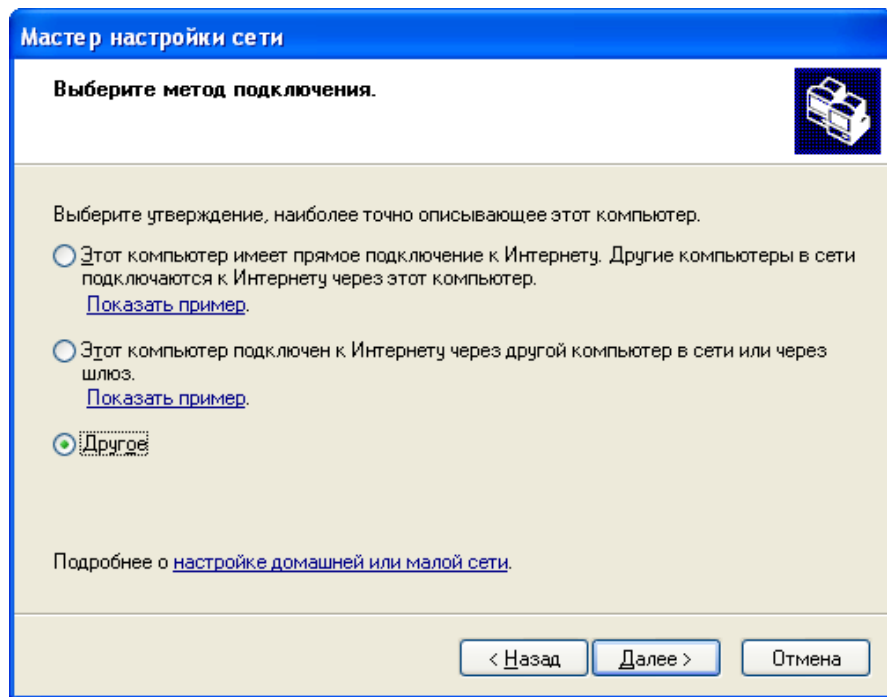 Мастер настройки сети
Выберите метод подключения.
Выберите утверждение, наиболее точно описывающее этот компьютер.
Этот компьютер имеет прямое подключение к Интернету. Другие компьютеры в сети
подключаются к Интернету через этот компьютер.
Показать пример.
Этот компьютер подключен к Интернету через другой компьютер в сети или через
шлюз.
Показать пример.
Другое
Подробнее о настройке домашней или малой сети.
< Назад Далее > Отмена